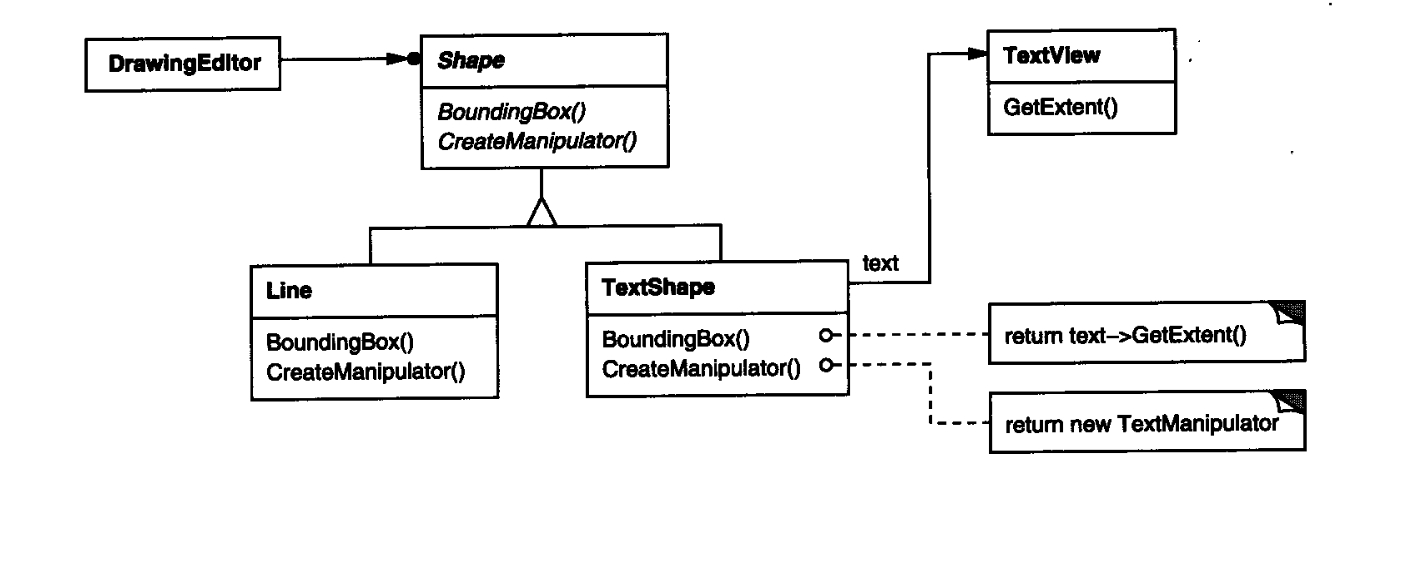 DrawingEditor
Shape
BoundingBox()
CreateManipulator()
TextView
GetExtent()
Line
BoundingBox()
CreateManipulator()
TextShape
BoundingBox()
CreateManipulator()
text
return text->GetExtent()
return new TextManipulator